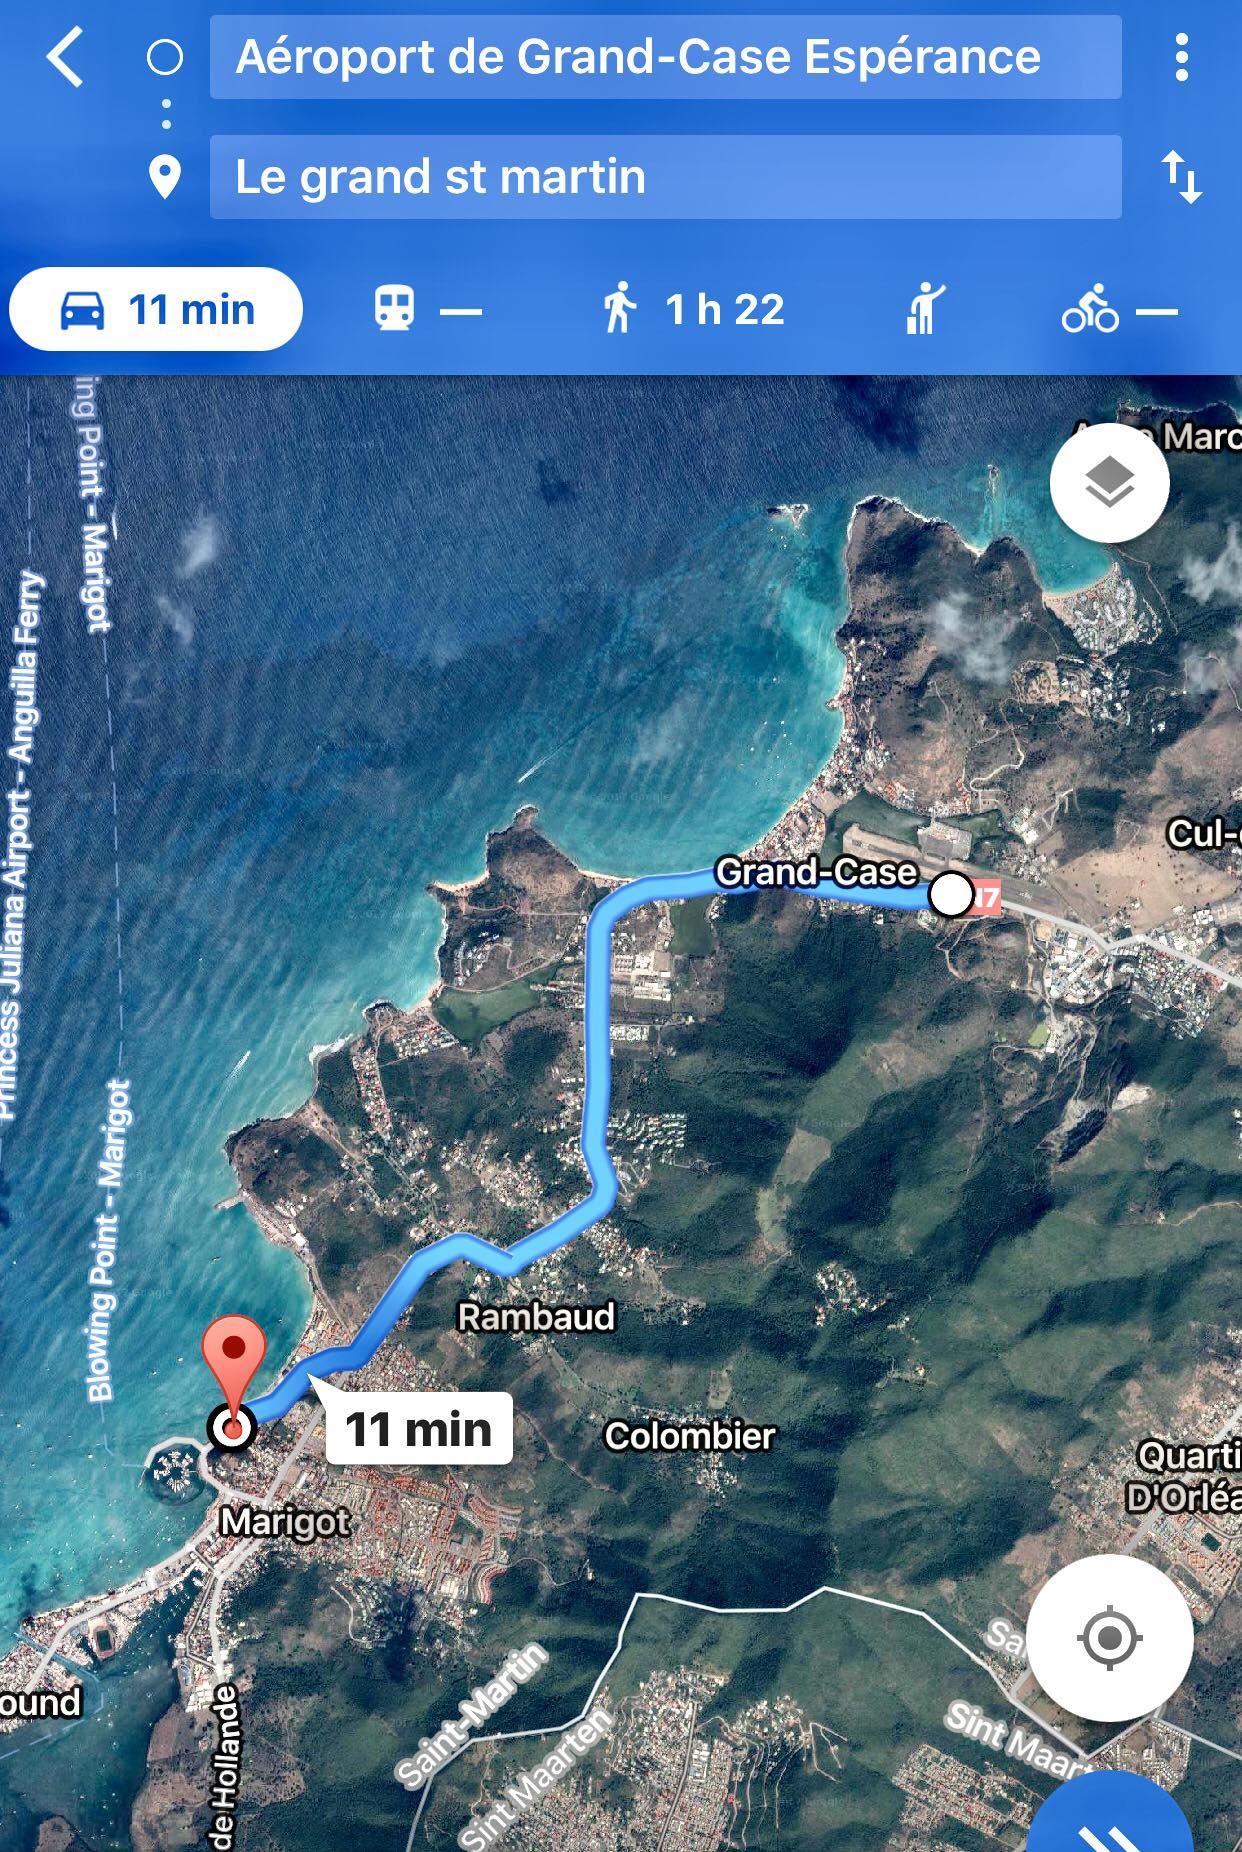 Aéroport de Grand-Case Espérance
Le grand st martin
11 min
1 h 22
ing Point - Marigot
Princess Juliana Airport - Anguilla Ferry
Marc
Cul-
Grand-Case
N7
Blowing Point - Marigot
Rambaud
11 min
Colombier
Quarti
D'Orléa
Marigot
ound
de Hollande
Saint-Martin
Sint Maarten
Sa
Sint Maart